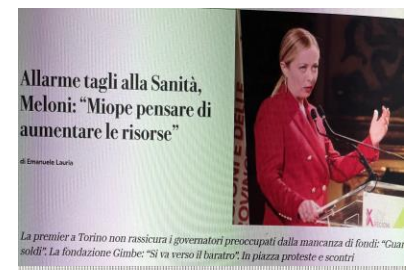 Allarme tagli alla Sanità,
Meloni: “Miope pensare di
aumentare le risorse”
di Emanuele Lauria
La premier a Torino non rassicura i governatori preoccupati dalla mancanza di fondi: “Guar
soldi”. La fondazione Gimbe: “Si va verso il baratro”. In piazza proteste e scontri